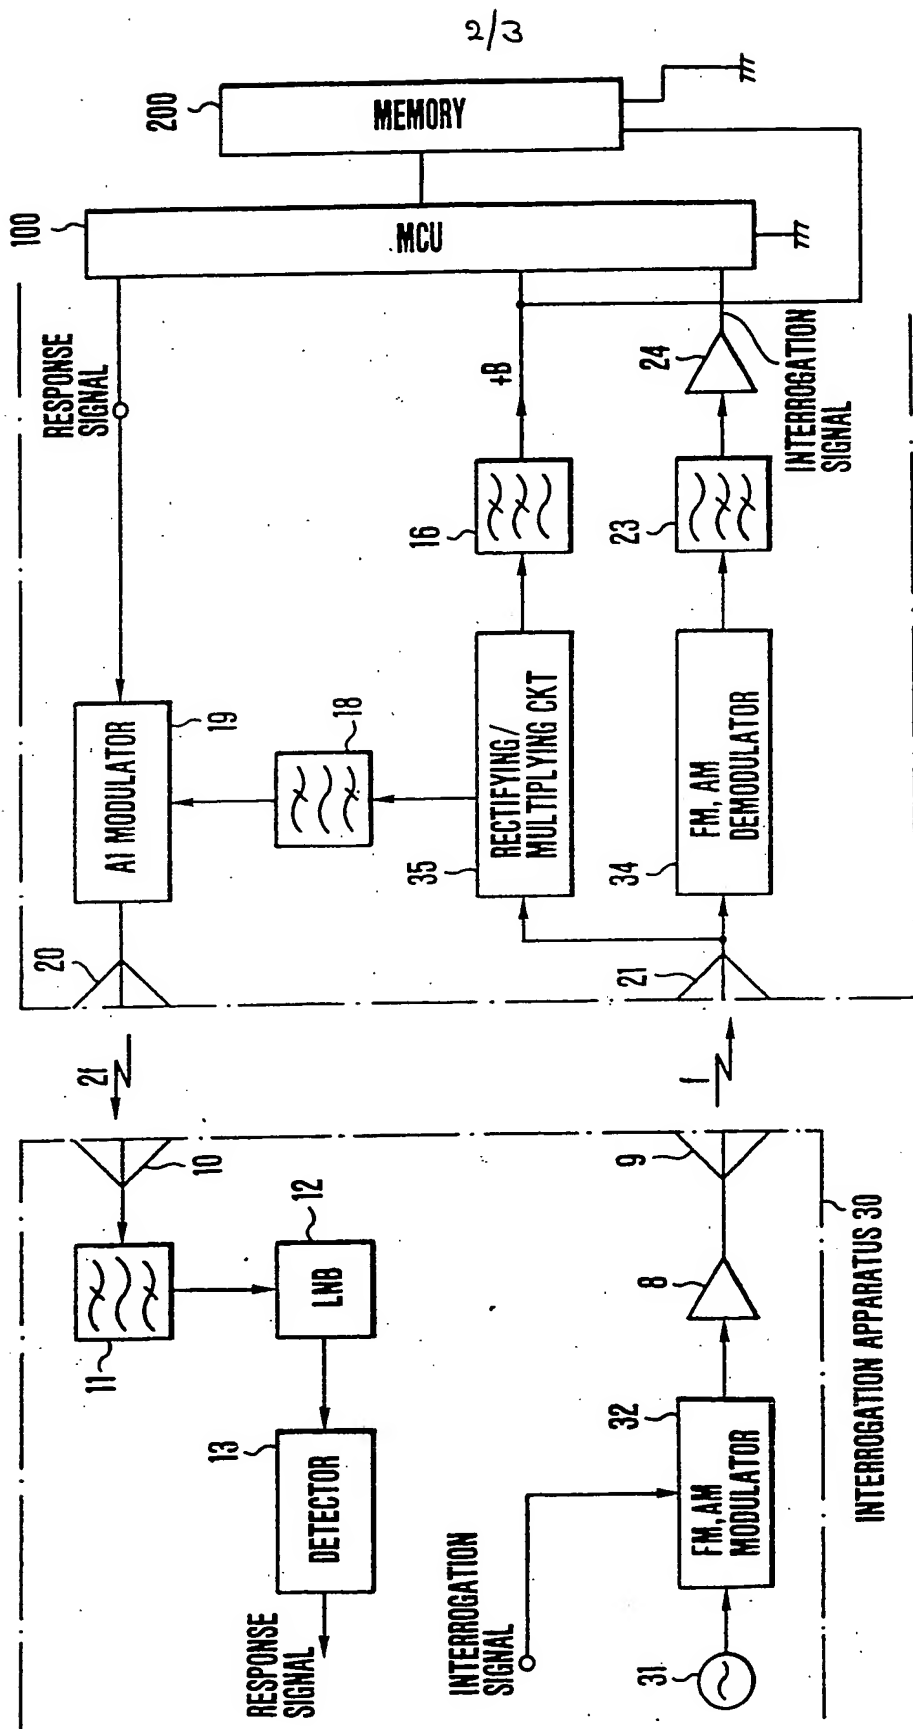 2/3
200
MEMORY
100
MCU
RESPONSE
SIGNAL
+B
24
INTERROGATION
SIGNAL
16
23
A1 MODULATOR
19
18
RECTIFYING/
MULTIPLYING CKT
35
FM, AM
DEMODULATOR
34
20
21
2f
f
10
9
11
12
LNB
8
13
DETECTOR
32
FM, AM
MODULATOR
RESPONSE
SIGNAL
INTERROGATION
SIGNAL
31
INTERROGATION APPARATUS 30